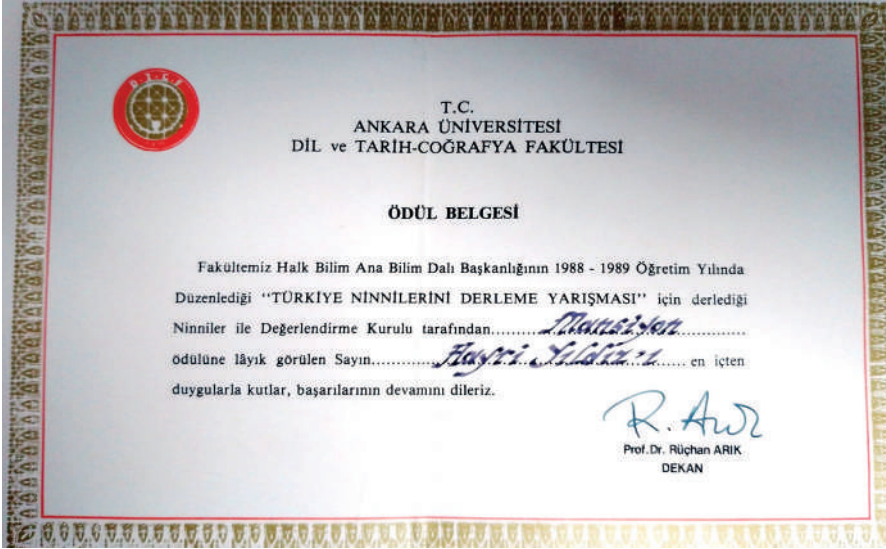 D.T.C.F
T.C.
ANKARA ÜNİVERSİTESİ
DİL ve TARİH-COĞRAFYA FAKÜLTESİ
ÖDÜL BELGESİ
Fakültemiz Halk Bilim Ana Bilim Dalı Başkanlığının 1988 - 1989 Öğretim Yılında
Düzenlediği “TÜRKİYE NİNNİLERİNİ DERLEME YARIŞMASI” için derlediği
Ninniler ile Değerlendirme Kurulu tarafından......Mansiyon................
ödülüne lâyık görülen Sayın............Hayri Yıldız'ı...... en içten
duygularla kutlar, başarılarının devamını dileriz.
R. Arık
Prof.Dr. Rüçhan ARIK
DEKAN